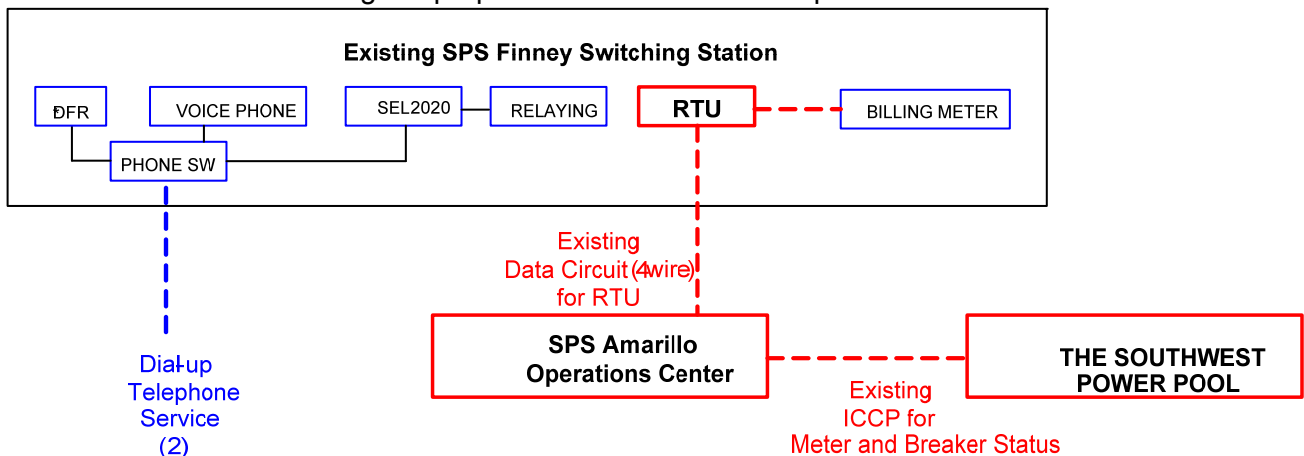 Existing SPS Finney Switching Station
DFR
VOICE PHONE
SEL2020
RELAYING
RTU
BILLING METER
PHONE SW
Existing
Data Circuit (4wire)
for RTU
SPS Amarillo
Operations Center
THE SOUTHWEST
POWER POOL
Dial-up
Telephone
Service
(2)
Existing
ICCP for
Meter and Breaker Status